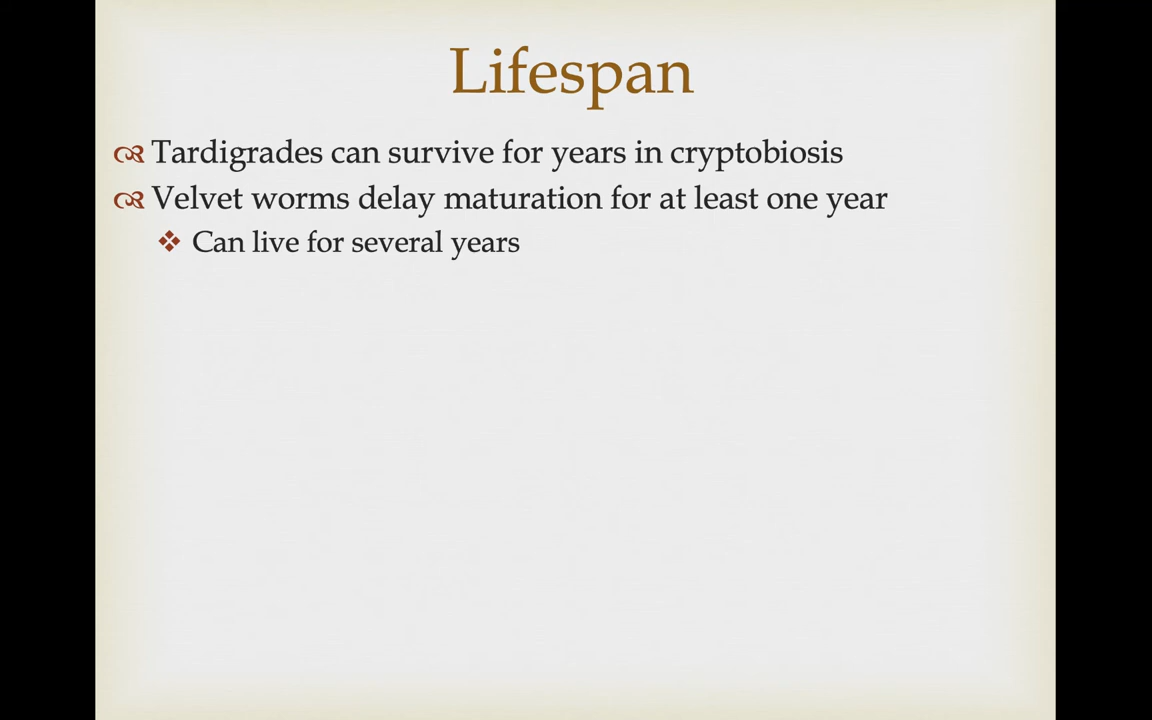 Lifespan
Tardigrades can survive for years in cryptobiosis
Velvet worms delay maturation for at least one year
Can live for several years